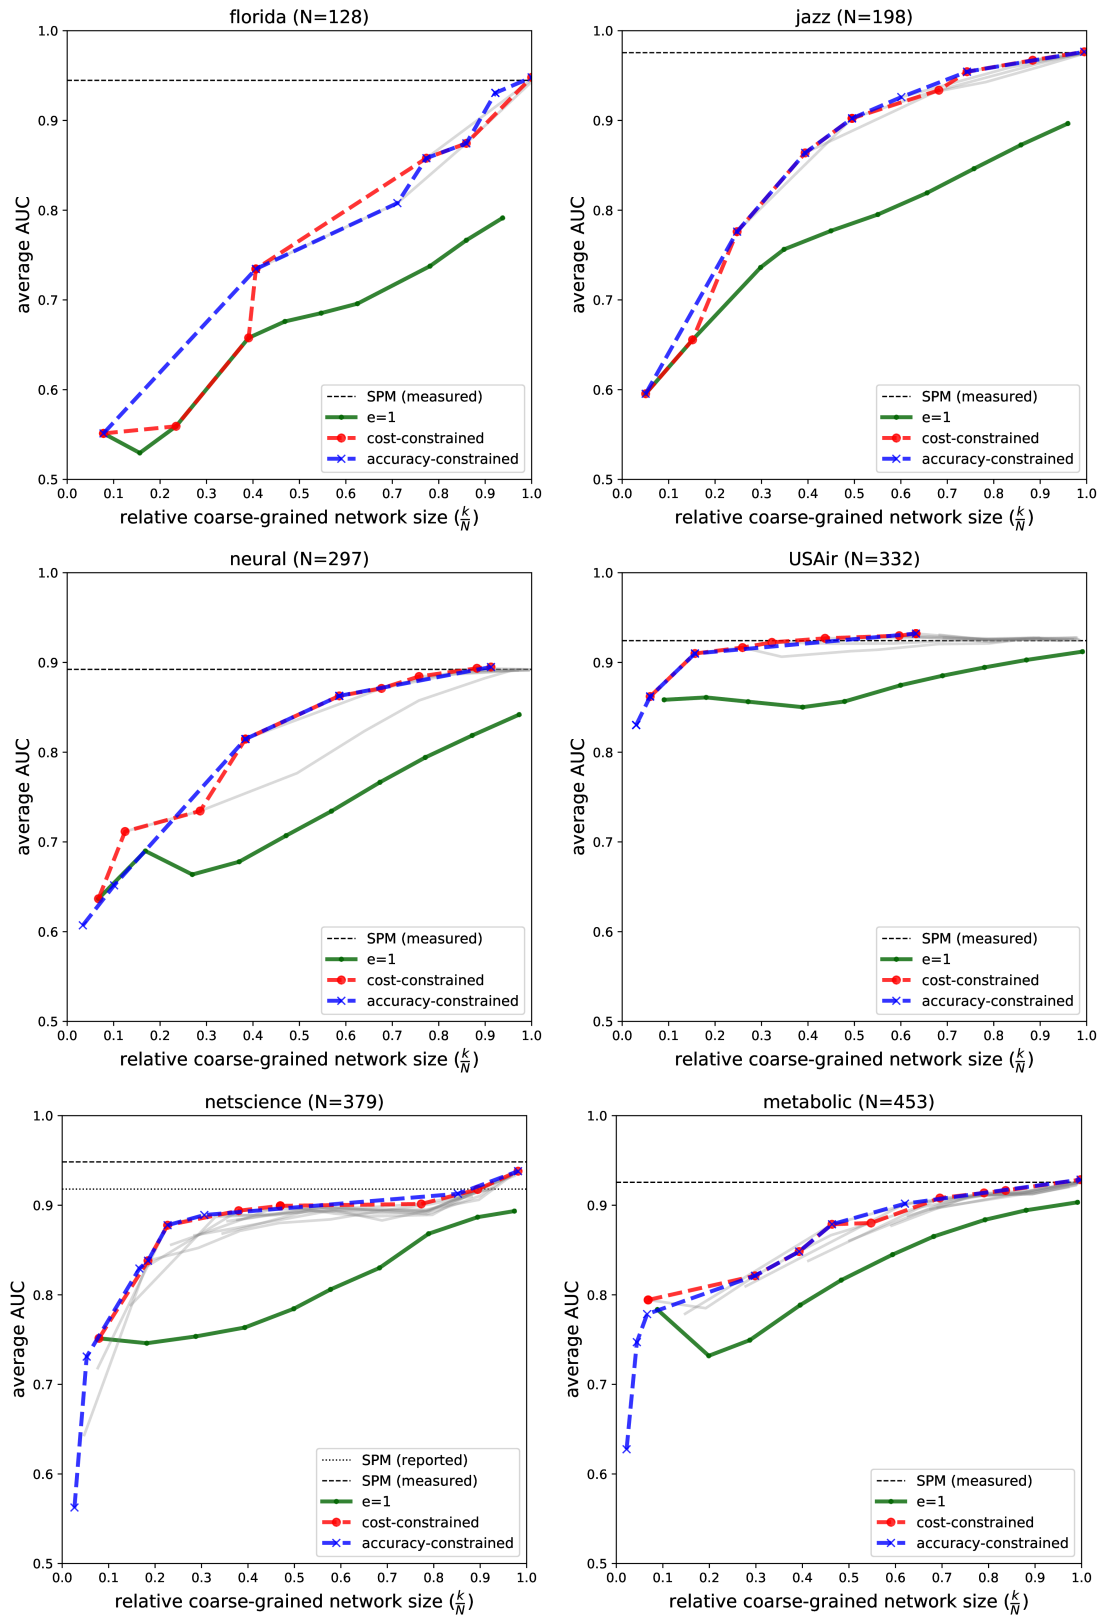 florida (N=128)
1.0
0.9
0.8
0.7
0.6
0.5
average AUC
SPM (measured)
e=1
cost-constrained
accuracy-constrained
0.0 0.1 0.2 0.3 0.4 0.5 0.6 0.7 0.8 0.9 1.0
relative coarse-grained network size (k/N)
jazz (N=198)
1.0
0.9
0.8
0.7
0.6
0.5
average AUC
SPM (measured)
e=1
cost-constrained
accuracy-constrained
0.0 0.1 0.2 0.3 0.4 0.5 0.6 0.7 0.8 0.9 1.0
relative coarse-grained network size (k/N)
neural (N=297)
1.0
0.9
0.8
0.7
0.6
0.5
average AUC
SPM (measured)
e=1
cost-constrained
accuracy-constrained
0.0 0.1 0.2 0.3 0.4 0.5 0.6 0.7 0.8 0.9 1.0
relative coarse-grained network size (k/N)
USAir (N=332)
1.0
0.9
0.8
0.7
0.6
0.5
average AUC
SPM (measured)
e=1
cost-constrained
accuracy-constrained
0.0 0.1 0.2 0.3 0.4 0.5 0.6 0.7 0.8 0.9 1.0
relative coarse-grained network size (k/N)
netscience (N=379)
1.0
0.9
0.8
0.7
0.6
0.5
average AUC
SPM (reported)
SPM (measured)
e=1
cost-constrained
accuracy-constrained
0.0 0.1 0.2 0.3 0.4 0.5 0.6 0.7 0.8 0.9 1.0
relative coarse-grained network size (k/N)
metabolic (N=453)
1.0
0.9
0.8
0.7
0.6
0.5
average AUC
SPM (measured)
e=1
cost-constrained
accuracy-constrained
0.0 0.1 0.2 0.3 0.4 0.5 0.6 0.7 0.8 0.9 1.0
relative coarse-grained network size (k/N)